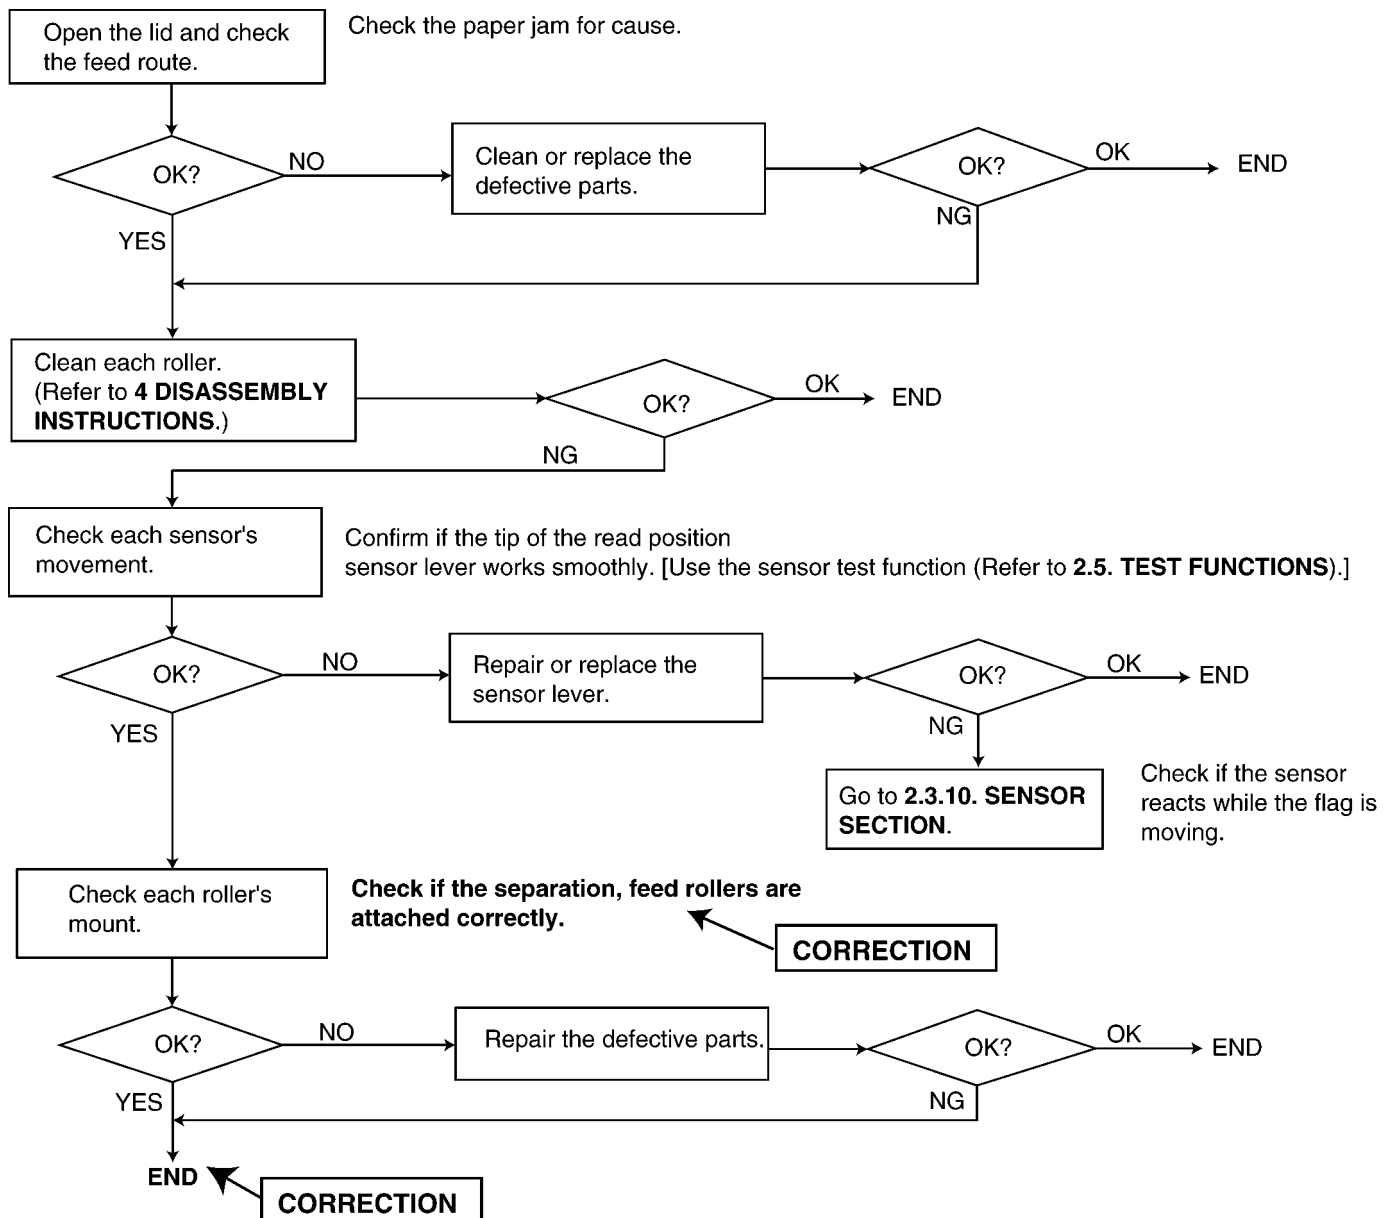 Open the lid and check
the feed route.
Check the paper jam for cause.
OK?
NO
Clean or replace the
defective parts.
OK?
OK
END
YES
NG
Clean each roller.
(Refer to 4 DISASSEMBLY
INSTRUCTIONS.)
OK?
OK
END
NG
Check each sensor's
movement.
Confirm if the tip of the read position
sensor lever works smoothly. [Use the sensor test function (Refer to 2.5. TEST FUNCTIONS).]
OK?
NO
Repair or replace the
sensor lever.
OK?
OK
END
YES
NG
Go to 2.3.10. SENSOR
SECTION.
Check if the sensor
reacts while the flag is
moving.
Check each roller's
mount.
Check if the separation, feed rollers are
attached correctly.
CORRECTION
OK?
NO
Repair the defective parts.
OK?
OK
END
YES
NG
END
CORRECTION